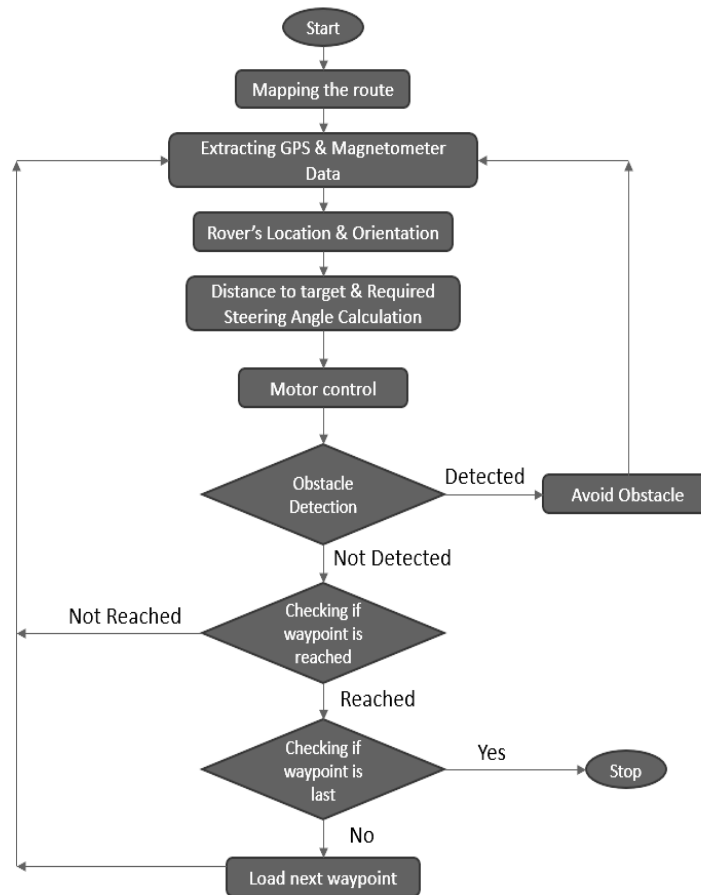 Start
Mapping the route
Extracting GPS & Magnetometer
Data
Rover's Location & Orientation
Distance to target & Required
Steering Angle Calculation
Motor control
Obstacle
Detection
Detected
Avoid Obstacle
Not Detected
Checking if
waypoint is
reached
Not Reached
Reached
Checking if
waypoint is
last
Yes
Stop
No
Load next waypoint